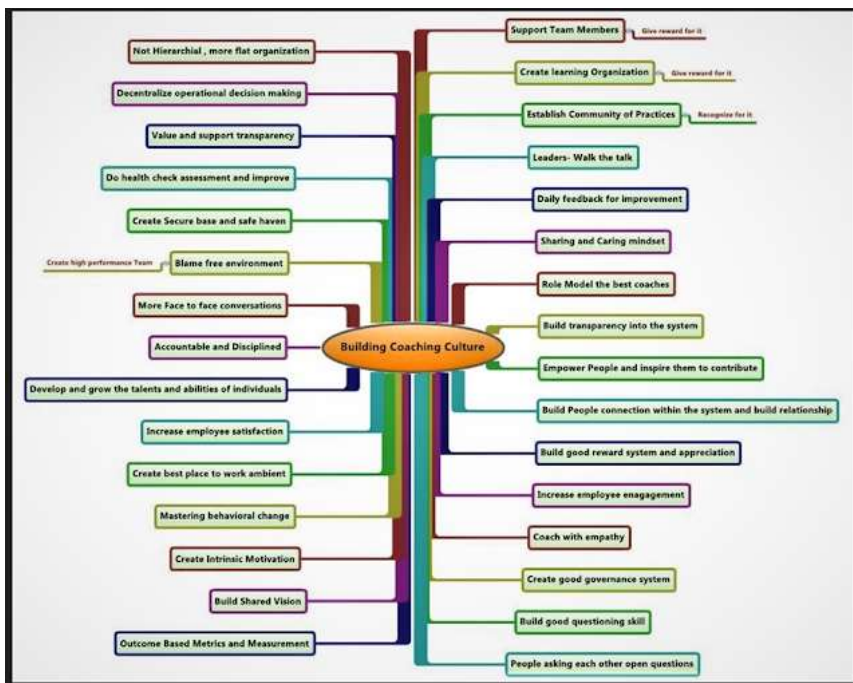 Not Hierarchial , more flat organization
Decentralize operational decision making
Value and support transparency
Do health check assessment and improve
Create Secure base and safe haven
Create high performance Team
Blame free environment
More Face to face conversations
Accountable and Disciplined
Develop and grow the talents and abilities of individuals
Increase employee satisfaction
Create best place to work ambient
Mastering behavioral change
Create Intrinsic Motivation
Build Shared Vision
Outcome Based Metrics and Measurement
Building Coaching Culture
Support Team Members
Give reward for it
Create learning Organization
Give reward for it
Establish Community of Practices
Recognize for it
Leaders- Walk the talk
Daily feedback for improvement
Sharing and Caring mindset
Role Model the best coaches
Build transparency into the system
Empower People and inspire them to contribute
Build People connection within the system and build relationship
Build good reward system and appreciation
Increase employee enagagement
Coach with empathy
Create good governance system
Build good questioning skill
People asking each other open questions